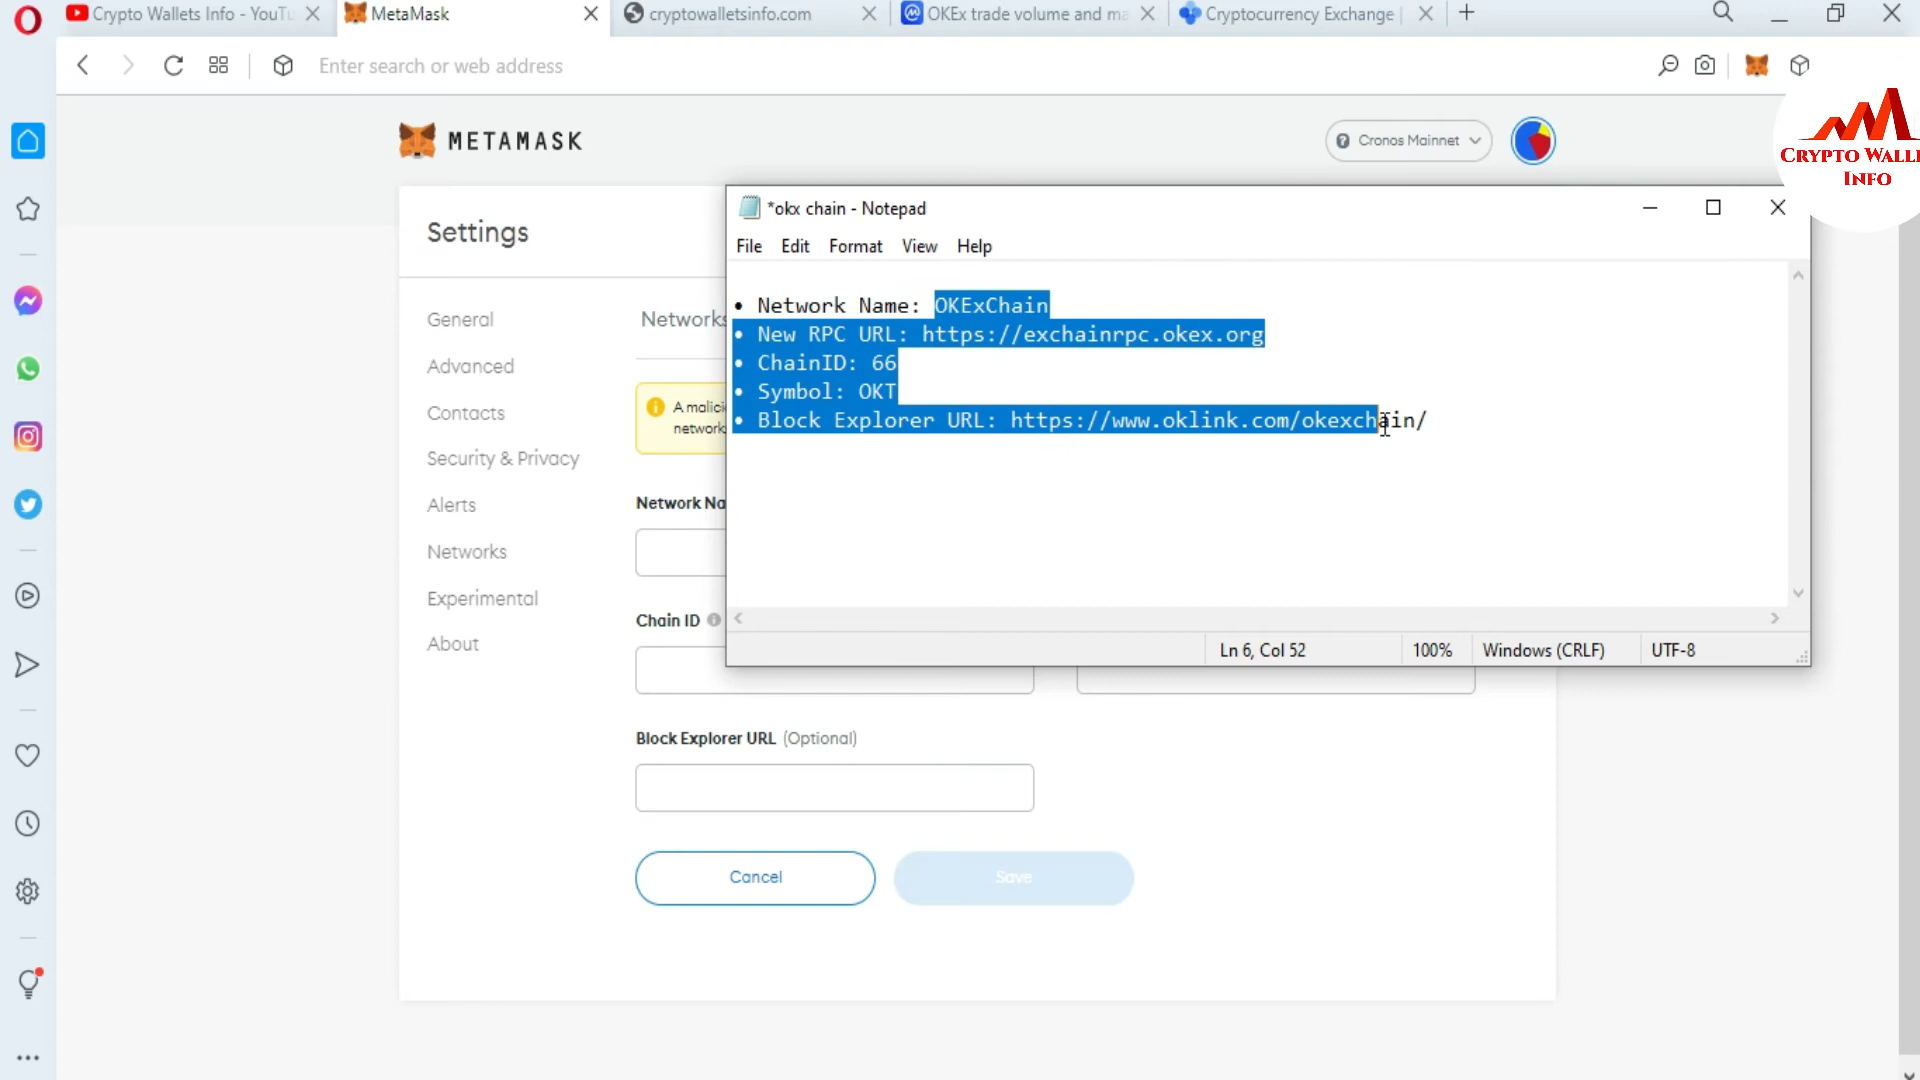 Crypto Wallets Info - YouTu
MetaMask
cryptowalletsinfo.com
OKEx trade volume and ma
Cryptocurrency Exchange |
Enter search or web address
METAMASK
Cronos Mainnet
CRYPTO WALLE
INFO
Settings
*okx chain - Notepad
File Edit Format View Help
• Network Name: OKExChain
• New RPC URL: https://exchainrpc.okex.org
• ChainID: 66
• Symbol: OKT
• Block Explorer URL: https://www.oklink.com/okexchain/
Ln 6, Col 52
100%
Windows (CRLF)
UTF-8
General
Advanced
Contacts
Security & Privacy
Alerts
Networks
Experimental
About
Networks
A malici
network
Network Na
Chain ID
Block Explorer URL (Optional)
Cancel
Save